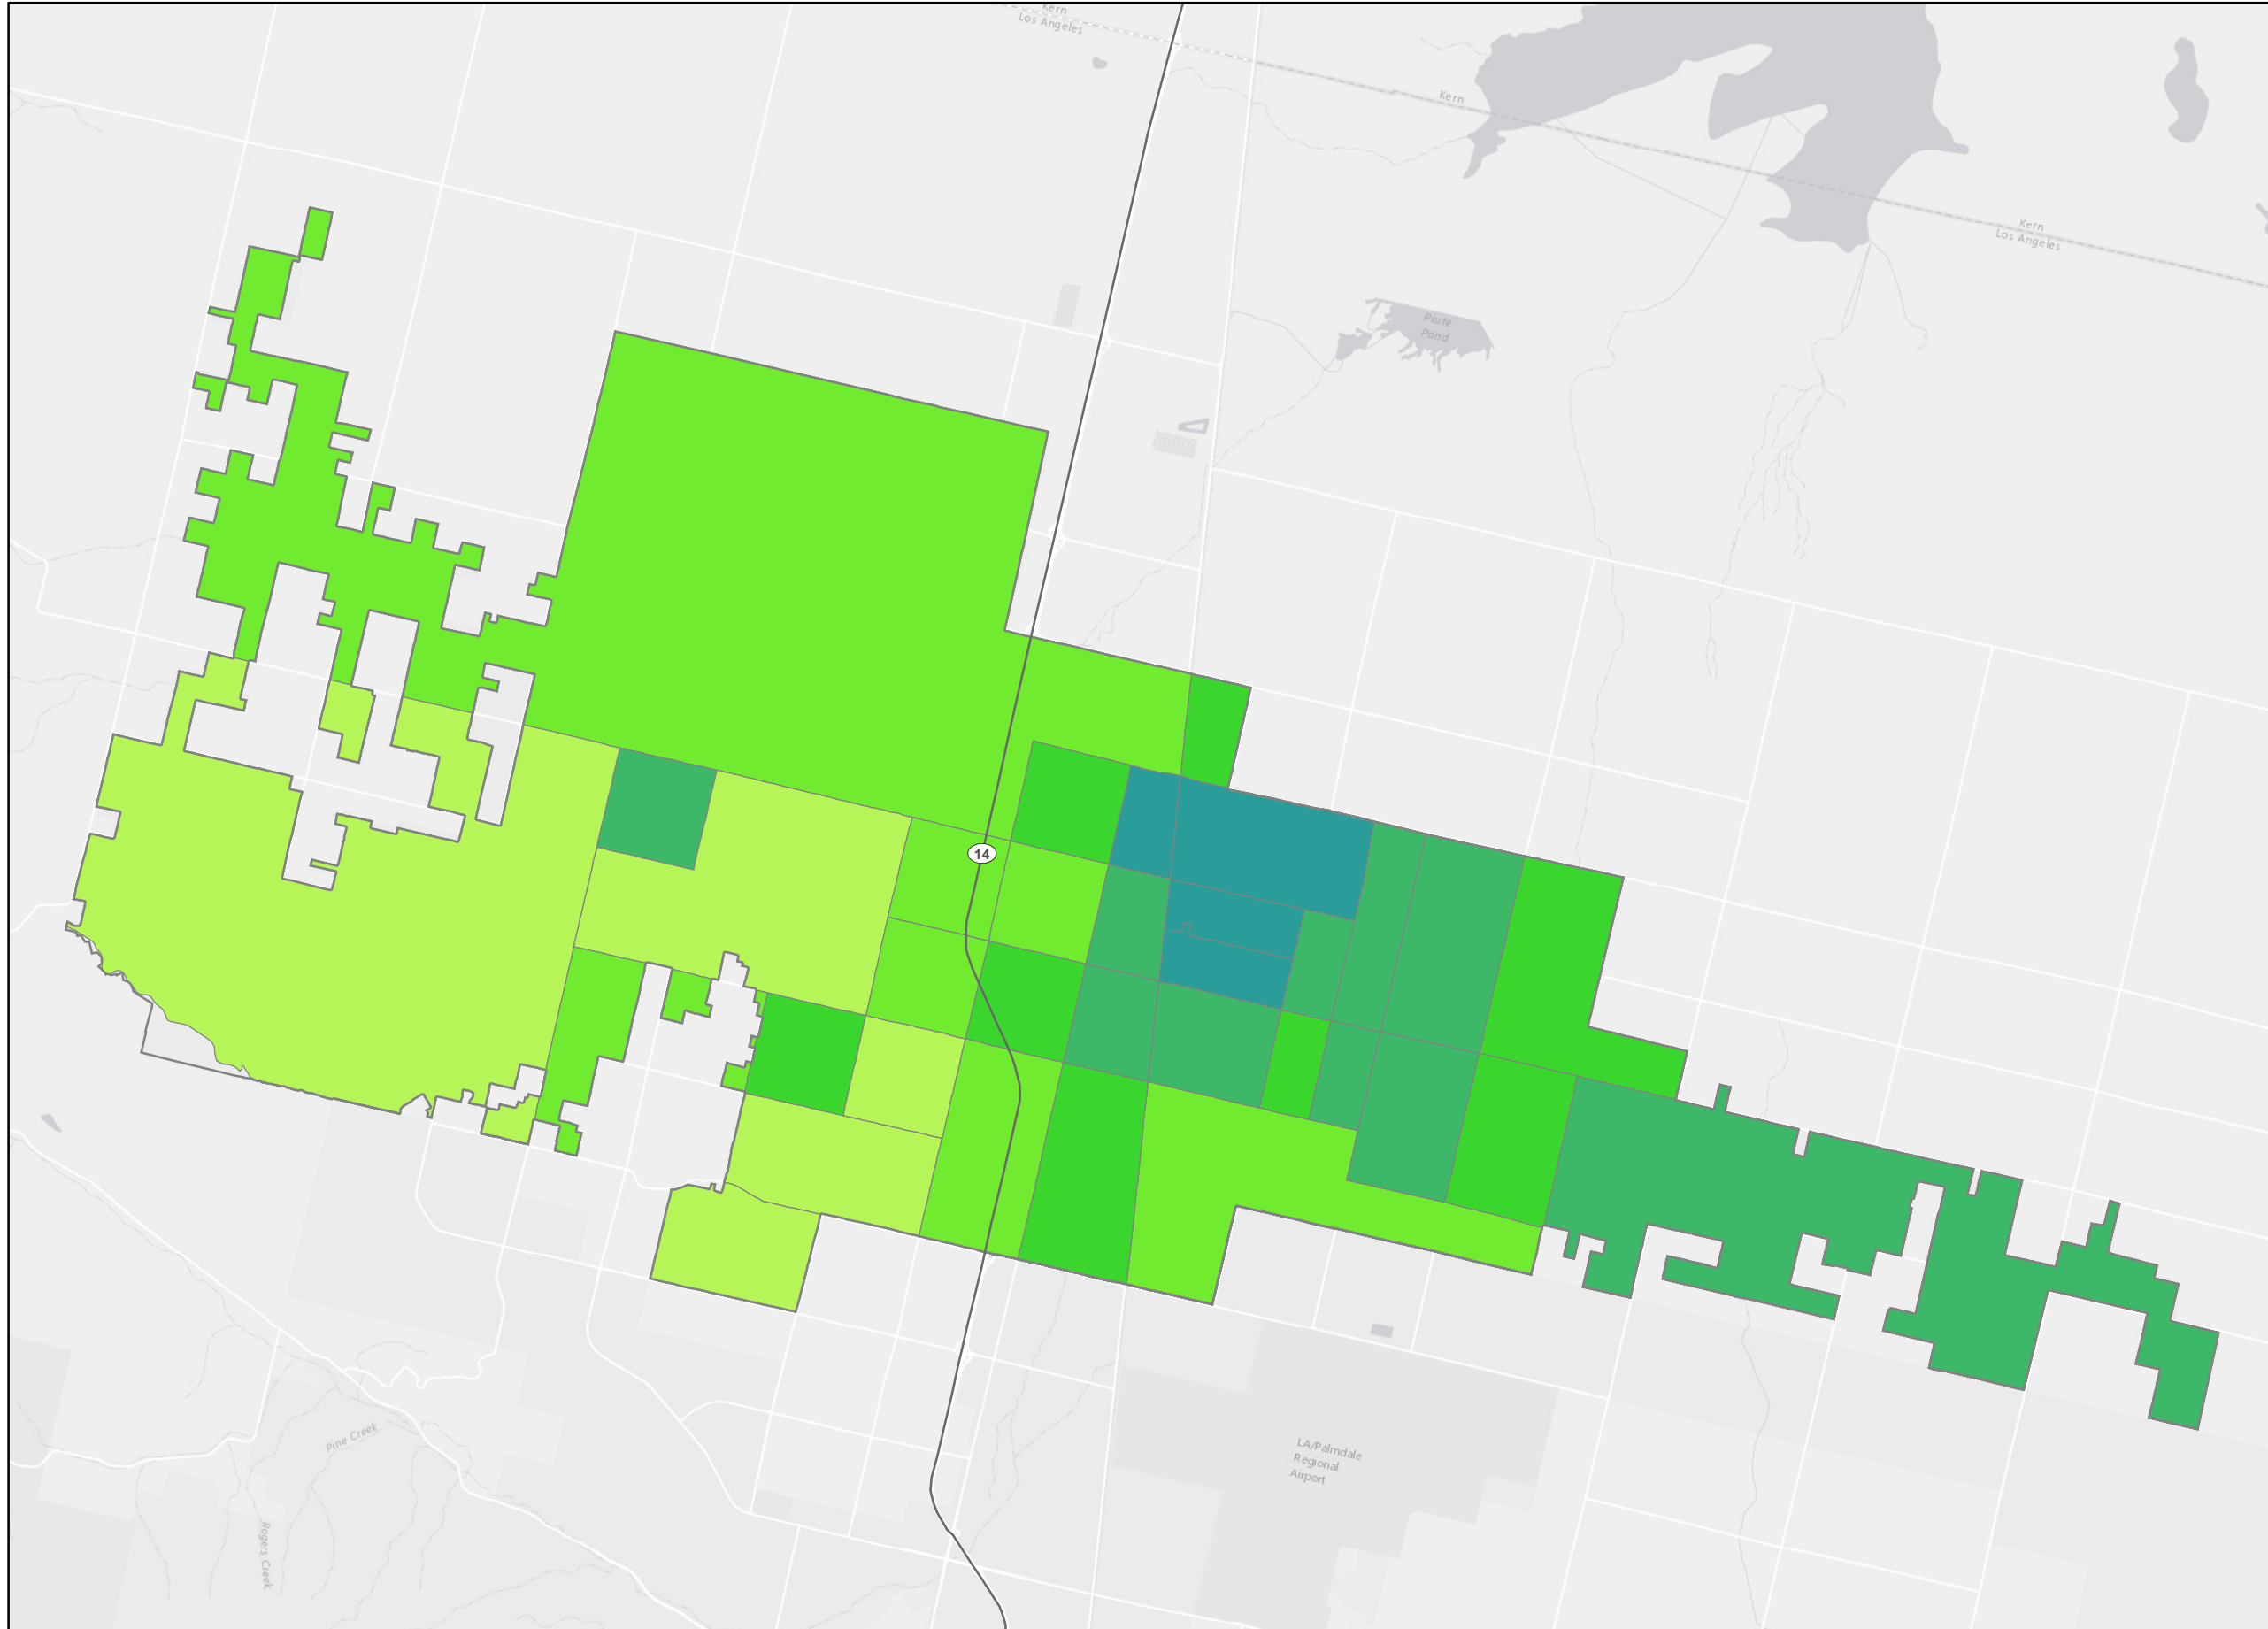 Kern
Los Angeles
Kern
Kern
Los Angeles
Piute
Pond
14
LA/Palmdale
Regional
Airport
Pine Creek
Rogers Creek